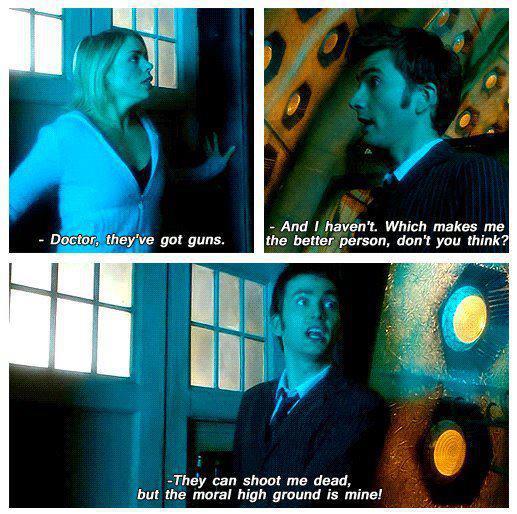 - Doctor, they've got guns.
- And I haven't. Which makes me
the better person, don't you think?
-They can shoot me dead,
but the moral high ground is mine!